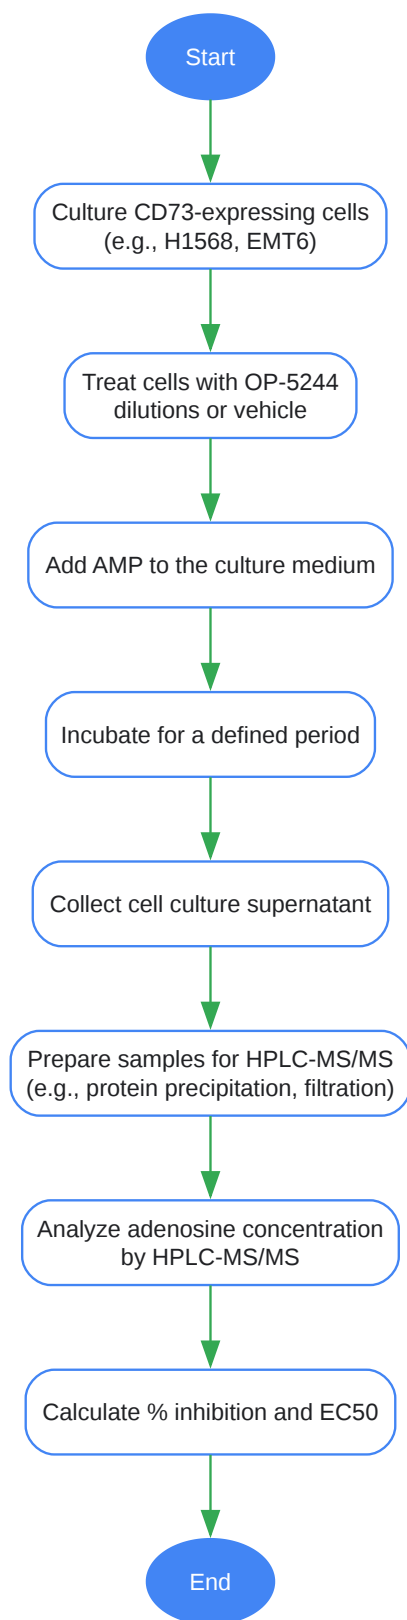 Start
Culture CD73-expressing cells
(e.g., H1568, EMT6)
Treat cells with OP-5244
dilutions or vehicle
Add AMP to the culture medium
Incubate for a defined period
Collect cell culture supernatant
Prepare samples for HPLC-MS/MS
(e.g., protein precipitation, filtration)
Analyze adenosine concentration
by HPLC-MS/MS
Calculate % inhibition and EC50
End